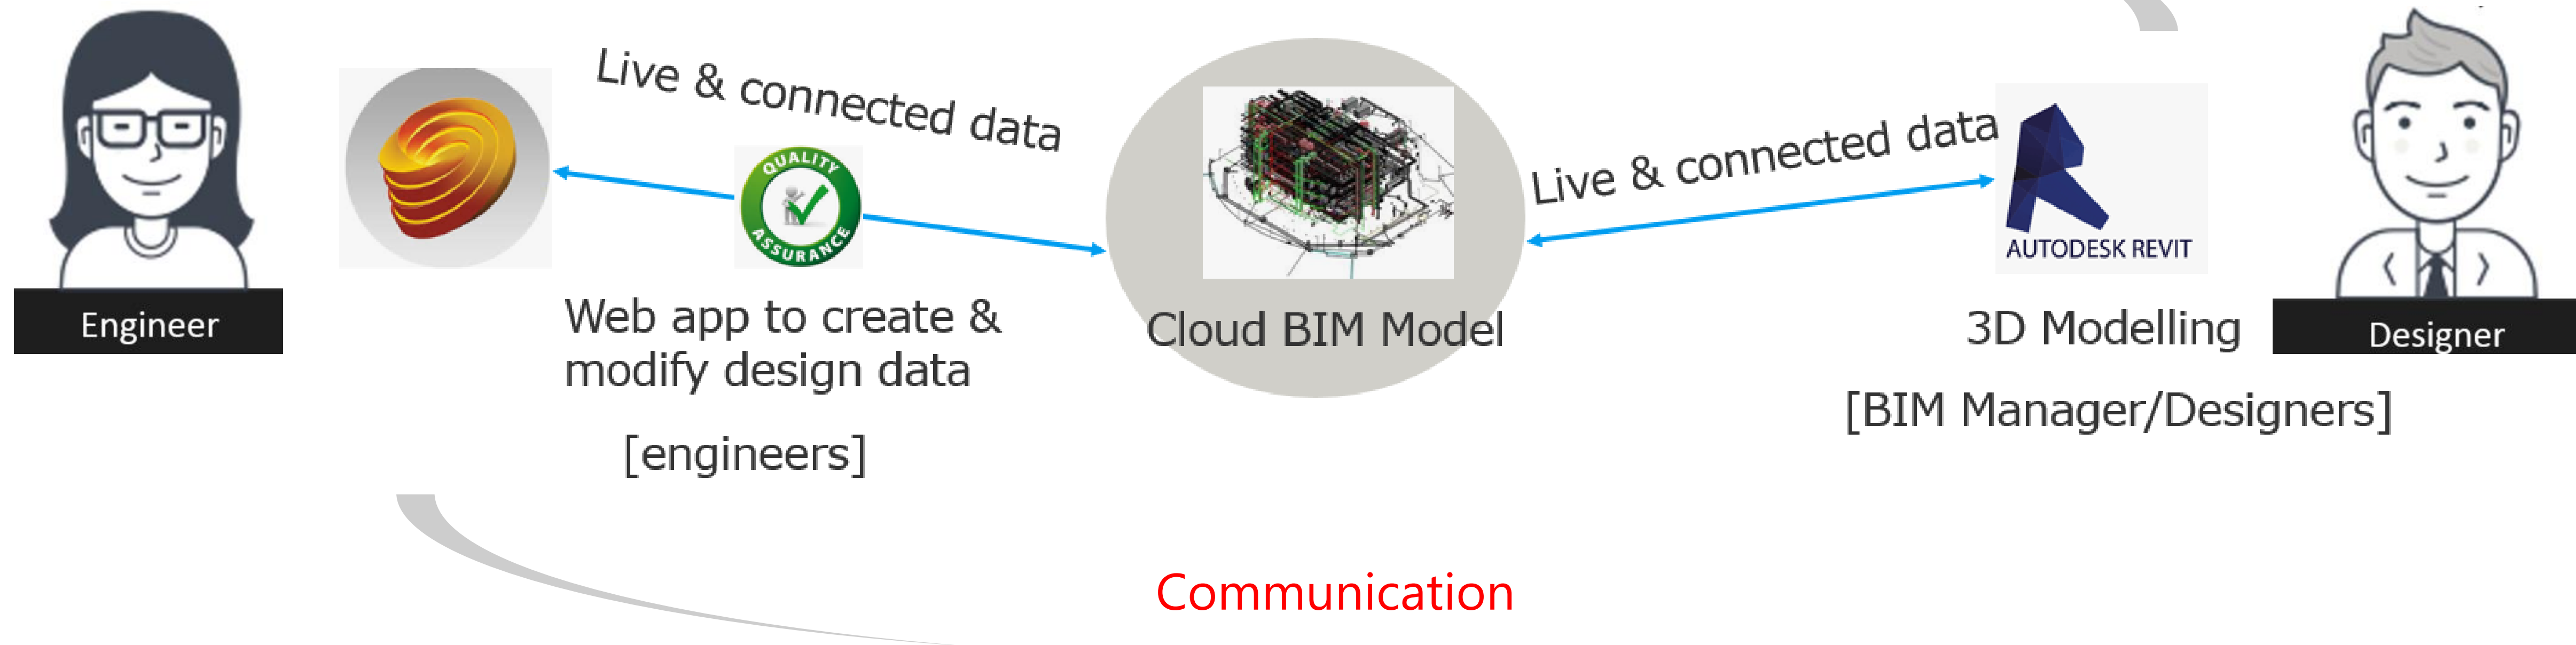 Live & connected data
QUALITY
ASSURANCE
Engineer
Web app to create &
modify design data
[engineers]
Cloud BIM Model
Live & connected data
AUTODESK REVIT
3D Modelling
[BIM Manager/Designers]
Designer
Communication